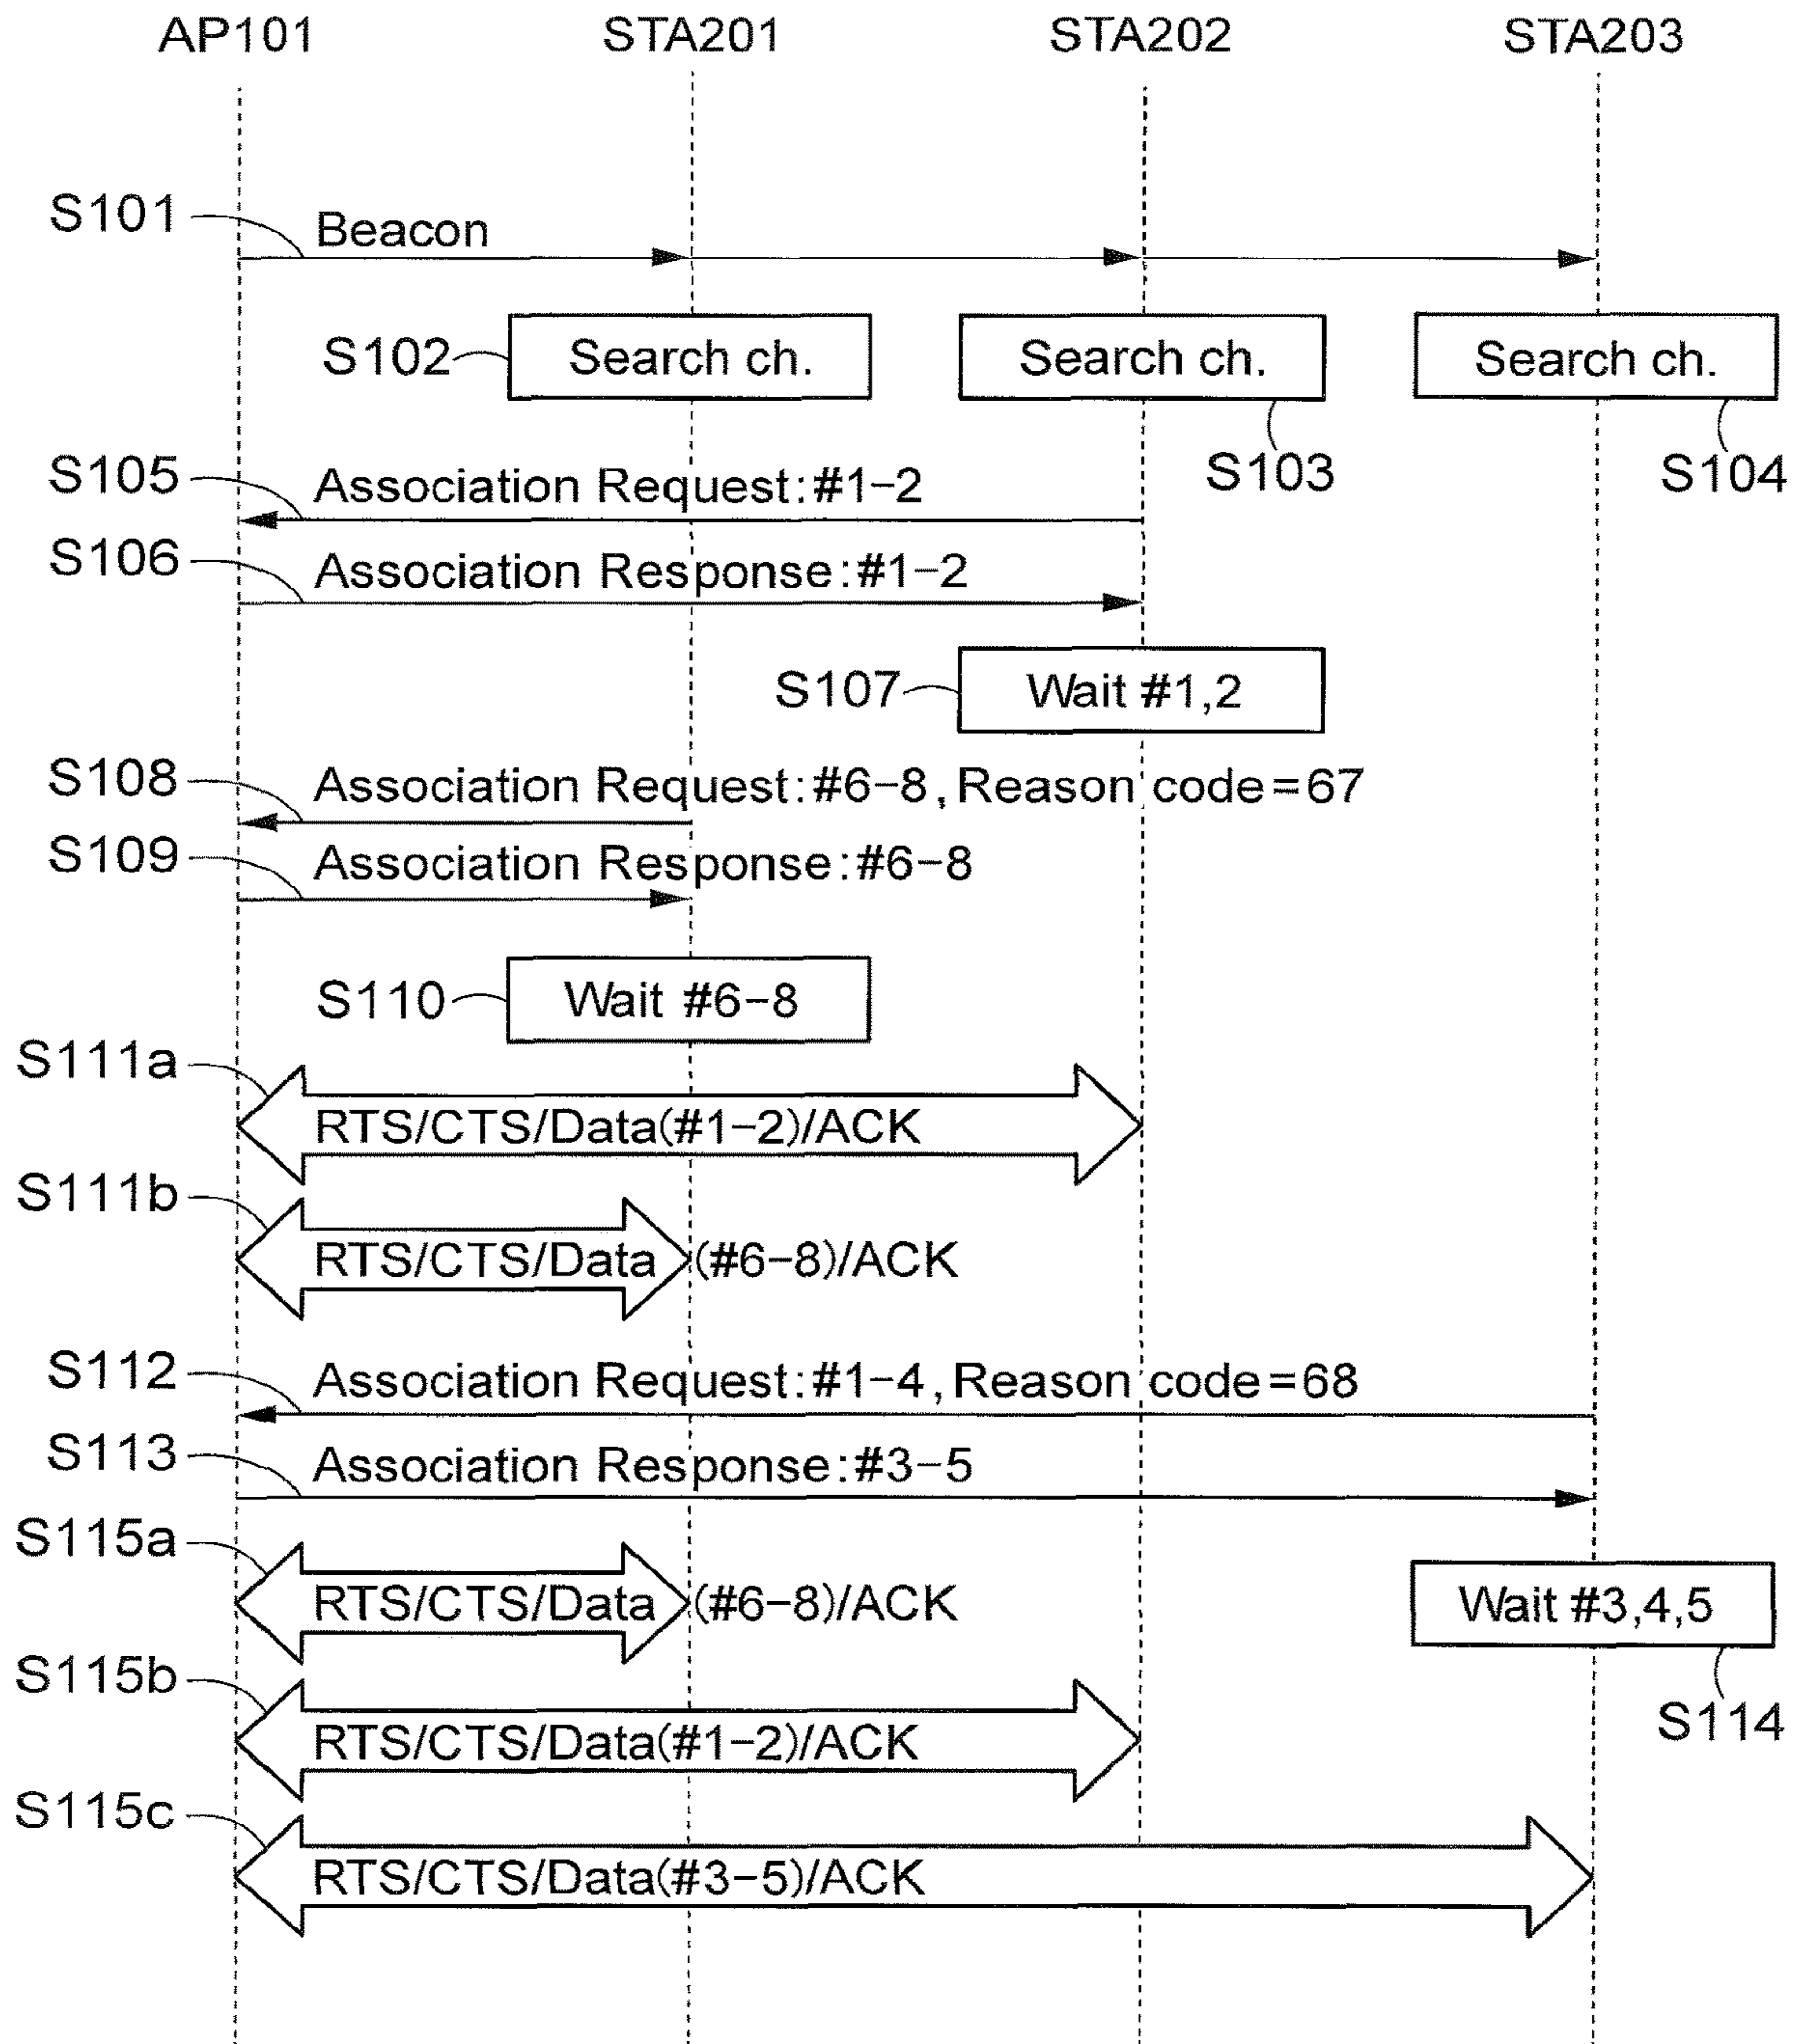 AP101 STA201 STA202 STA203
S101 Beacon
S102 Search ch. Search ch. Search ch.
S103 S104
S105 Association Request:#1-2
S106 Association Response:#1-2
S107 Wait #1,2
S108 Association Request:#6-8, Reason code=67
S109 Association Response:#6-8
S110 Wait #6-8
S111a RTS/CTS/Data(#1-2)/ACK
S111b RTS/CTS/Data (#6-8)/ACK
S112 Association Request:#1-4, Reason code=68
S113 Association Response:#3-5
S115a RTS/CTS/Data (#6-8)/ACK Wait #3,4,5
S115b RTS/CTS/Data(#1-2)/ACK S114
S115c RTS/CTS/Data(#3-5)/ACK